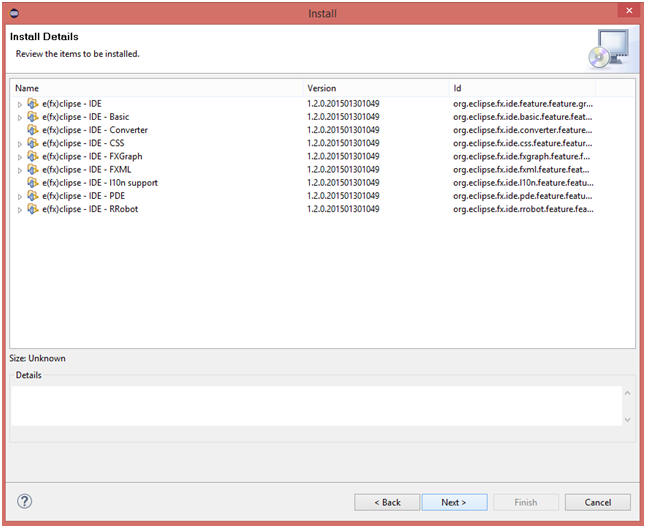 Install
Install Details
Review the items to be installed.
Name Version Id
e(fx)clipse - IDE 1.2.0.201501301049 org.eclipse.fx.ide.feature.feature.gr...
e(fx)clipse - IDE - Basic 1.2.0.201501301049 org.eclipse.fx.ide.basic.feature.feat...
e(fx)clipse - IDE - Converter 1.2.0.201501301049 org.eclipse.fx.ide.converter.feature...
e(fx)clipse - IDE - CSS 1.2.0.201501301049 org.eclipse.fx.ide.css.feature.featur...
e(fx)clipse - IDE - FXGraph 1.2.0.201501301049 org.eclipse.fx.ide.fxgraph.feature.f...
e(fx)clipse - IDE - FXML 1.2.0.201501301049 org.eclipse.fx.ide.fxml.feature.feat...
e(fx)clipse - IDE - l10n support 1.2.0.201501301049 org.eclipse.fx.ide.l10n.feature.featu...
e(fx)clipse - IDE - PDE 1.2.0.201501301049 org.eclipse.fx.ide.pde.feature.featu...
e(fx)clipse - IDE - RRobot 1.2.0.201501301049 org.eclipse.fx.ide.rrobot.feature.fea...
Size: Unknown
Details
? < Back Next > Finish Cancel